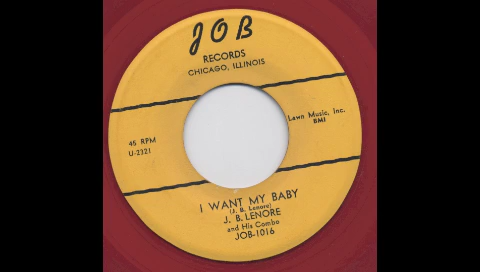 JOB
RECORDS
CHICAGO, ILLINOIS
Lawn Music, Inc.
BMI
45 RPM
U-2321
I WANT MY BABY
(J. B. Lenore)
J. B. LENORE
and His Combo
JOB-1016